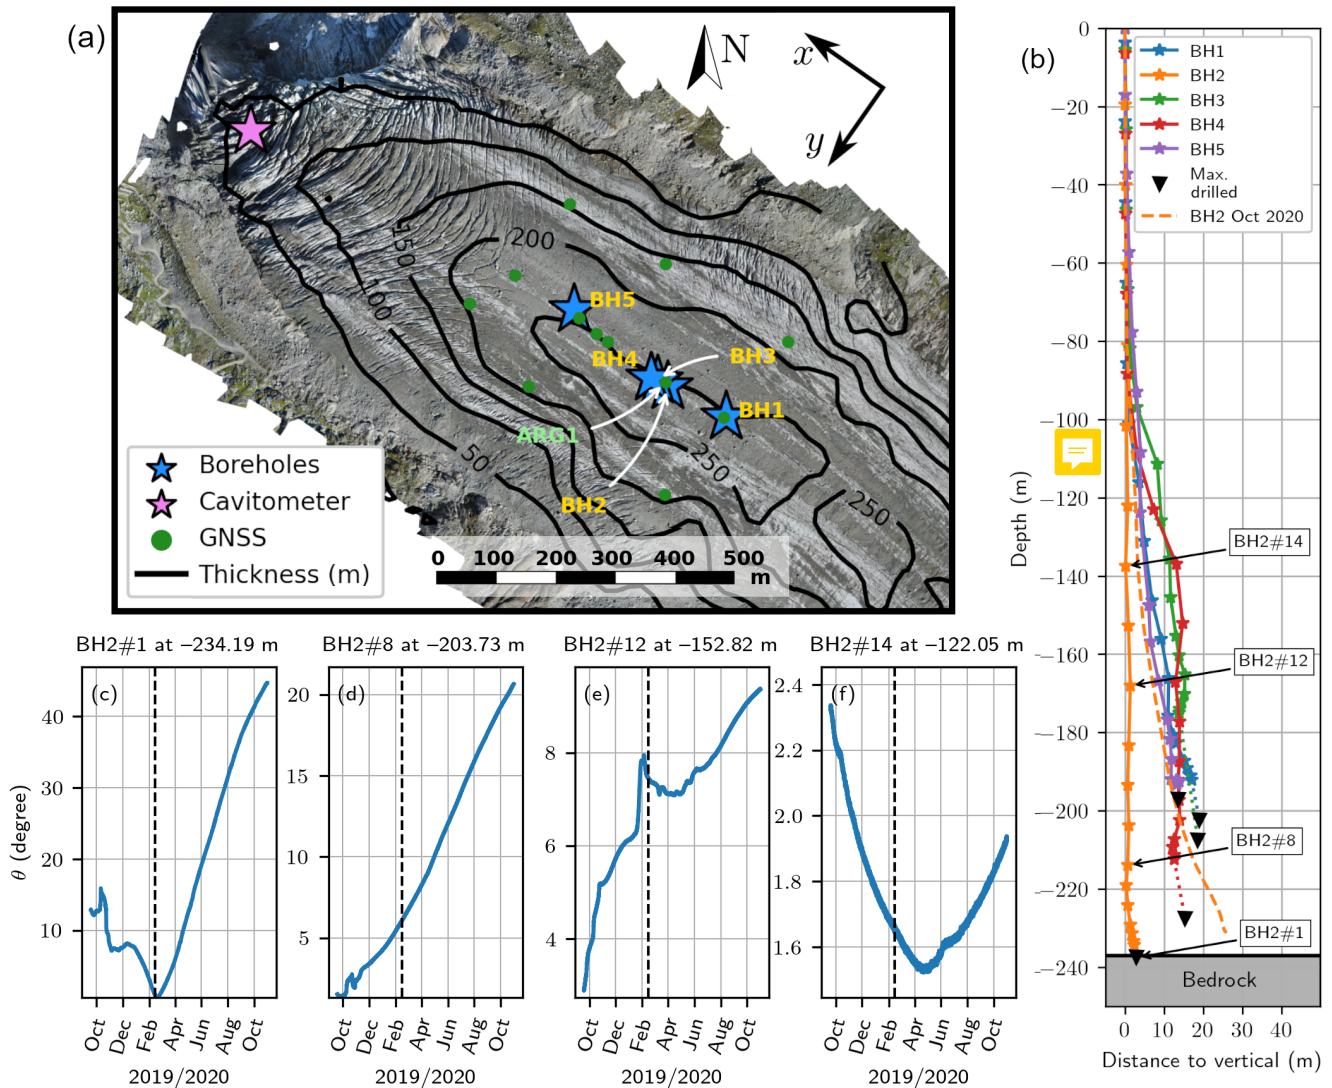 (a)
N
x
y
200
150
100
50
250
250
BH5
BH4
BH3
BH1
ARG1
BH2
Boreholes
Cavitometer
GNSS
Thickness (m)
0 100 200 300 400 500
m
(b)
BH1
BH2
BH3
BH4
BH5
Max.
drilled
BH2 Oct 2020
0
−20
−40
−60
−80
−100
−120
−140
−160
−180
−200
−220
−240
Depth (m)
BH2#14
BH2#12
BH2#8
BH2#1
Bedrock
0 10 20 30 40
Distance to vertical (m)
BH2#1 at −234.19 m
(c)
40
30
20
10
θ (degree)
Oct Dec Feb Apr Jun Aug Oct
2019/2020
BH2#8 at −203.73 m
(d)
20
15
10
5
Oct Dec Feb Apr Jun Aug Oct
2019/2020
BH2#12 at −152.82 m
(e)
8
6
4
Oct Dec Feb Apr Jun Aug Oct
2019/2020
BH2#14 at −122.05 m
(f)
2.4
2.2
2.0
1.8
1.6
Oct Dec Feb Apr Jun Aug Oct
2019/2020